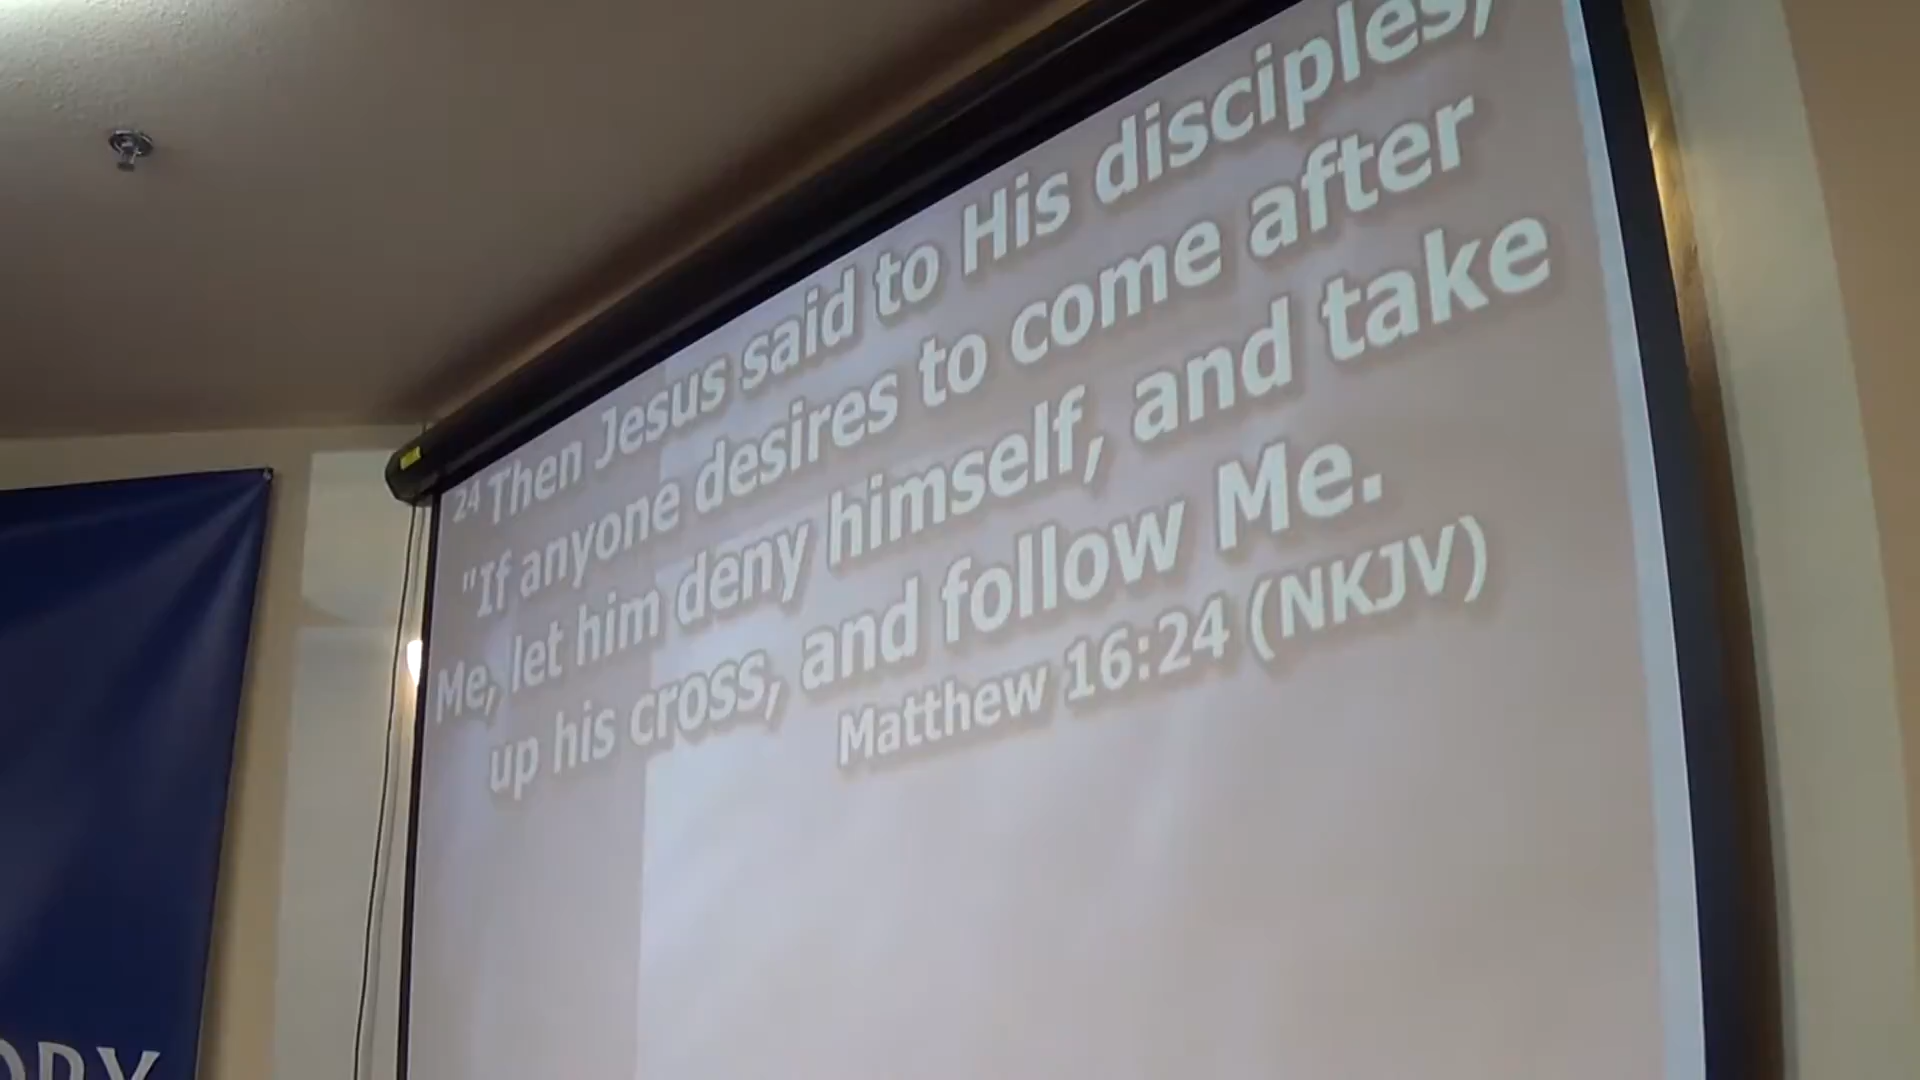 24 Then Jesus said to His disciples,
"If anyone desires to come after
Me, let him deny himself, and take
up his cross, and follow Me.
Matthew 16:24 (NKJV)
ORY